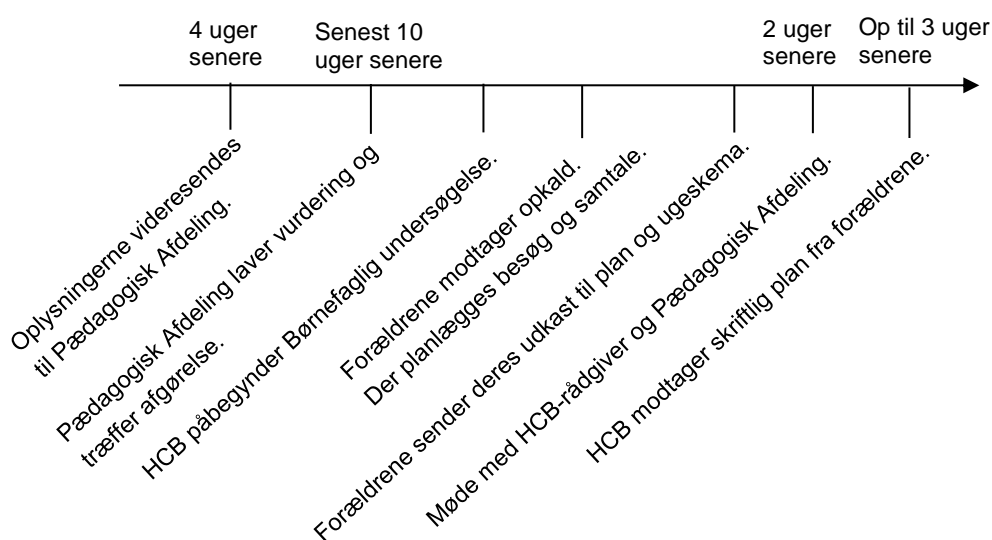 4 uger
senere
Senest 10
uger senere
2 uger
senere
Op til 3 uger
senere
Oplysningerne videresendes
til Pædagogisk Afdeling.
Pædagogisk Afdeling laver vurdering og
træffer afgørelse.
HCB påbegynder Børnefaglig undersøgelse.
Forældrene modtager opkald.
Der planlægges besøg og samtale.
Forældrene sender deres udkast til plan og ugeskema.
Møde med HCB-rådgiver og Pædagogisk Afdeling.
HCB modtager skriftlig plan fra forældrene.